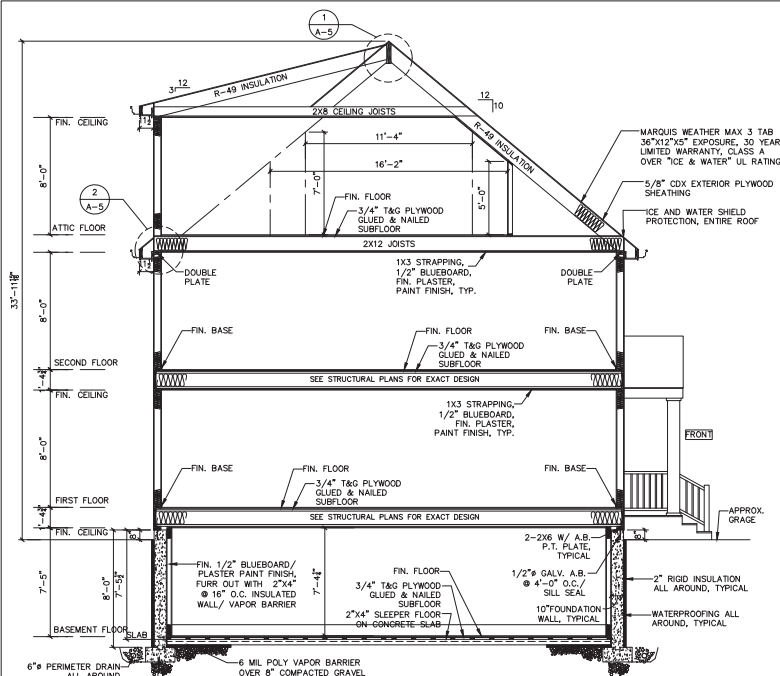 1
A-5
12
3
R-49 INSULATION
12
10
2X8 CEILING JOISTS
R-49 INSULATION
FIN. CEILING
11'-4"
16'-2"
MARQUIS WEATHER MAX 3 TAB
36"X12"X5" EXPOSURE, 30 YEAR
LIMITED WARRANTY, CLASS A
OVER "ICE & WATER" UL RATING
8'-0"
7'-0"
5'-0"
5/8" CDX EXTERIOR PLYWOOD
SHEATHING
2
A-5
FIN. FLOOR
3/4" T&G PLYWOOD
GLUED & NAILED
SUBFLOOR
ICE AND WATER SHIELD
PROTECTION, ENTIRE ROOF
ATTIC FLOOR
2X12 JOISTS
DOUBLE
PLATE
1X3 STRAPPING,
1/2" BLUEBOARD,
FIN. PLASTER,
PAINT FINISH, TYP.
DOUBLE
PLATE
8'-0"
FIN. BASE
FIN. FLOOR
3/4" T&G PLYWOOD
GLUED & NAILED
SUBFLOOR
FIN. BASE
SECOND FLOOR
SEE STRUCTURAL PLANS FOR EXACT DESIGN
FIN. CEILING
1X3 STRAPPING,
1/2" BLUEBOARD,
FIN. PLASTER,
PAINT FINISH, TYP.
FRONT
8'-0"
FIN. BASE
FIN. FLOOR
3/4" T&G PLYWOOD
GLUED & NAILED
SUBFLOOR
FIN. BASE
FIRST FLOOR
SEE STRUCTURAL PLANS FOR EXACT DESIGN
APPROX.
GRAGE
FIN. CEILING
8"
8"
7'-5"
8'-0"
FIN. 1/2" BLUEBOARD/
PLASTER PAINT FINISH,
FURR OUT WITH 2"X4"
@ 16" O.C. INSULATED
WALL/ VAPOR BARRIER
2-2X6 W/ A.B.
P.T. PLATE,
TYPICAL
1/2"ø GALV. A.B.
@ 4'-0" O.C./
SILL SEAL
FIN. FLOOR
3/4" T&G PLYWOOD
GLUED & NAILED
SUBFLOOR
2"X4" SLEEPER FLOOR
ON CONCRETE SLAB
10"FOUNDATION
WALL, TYPICAL
2" RIGID INSULATION
ALL AROUND, TYPICAL
WATERPROOFING ALL
AROUND, TYPICAL
BASEMENT FLOOR
SLAB
6"ø PERIMETER DRAIN
ALL AROUND
6 MIL POLY VAPOR BARRIER
OVER 8" COMPACTED GRAVEL